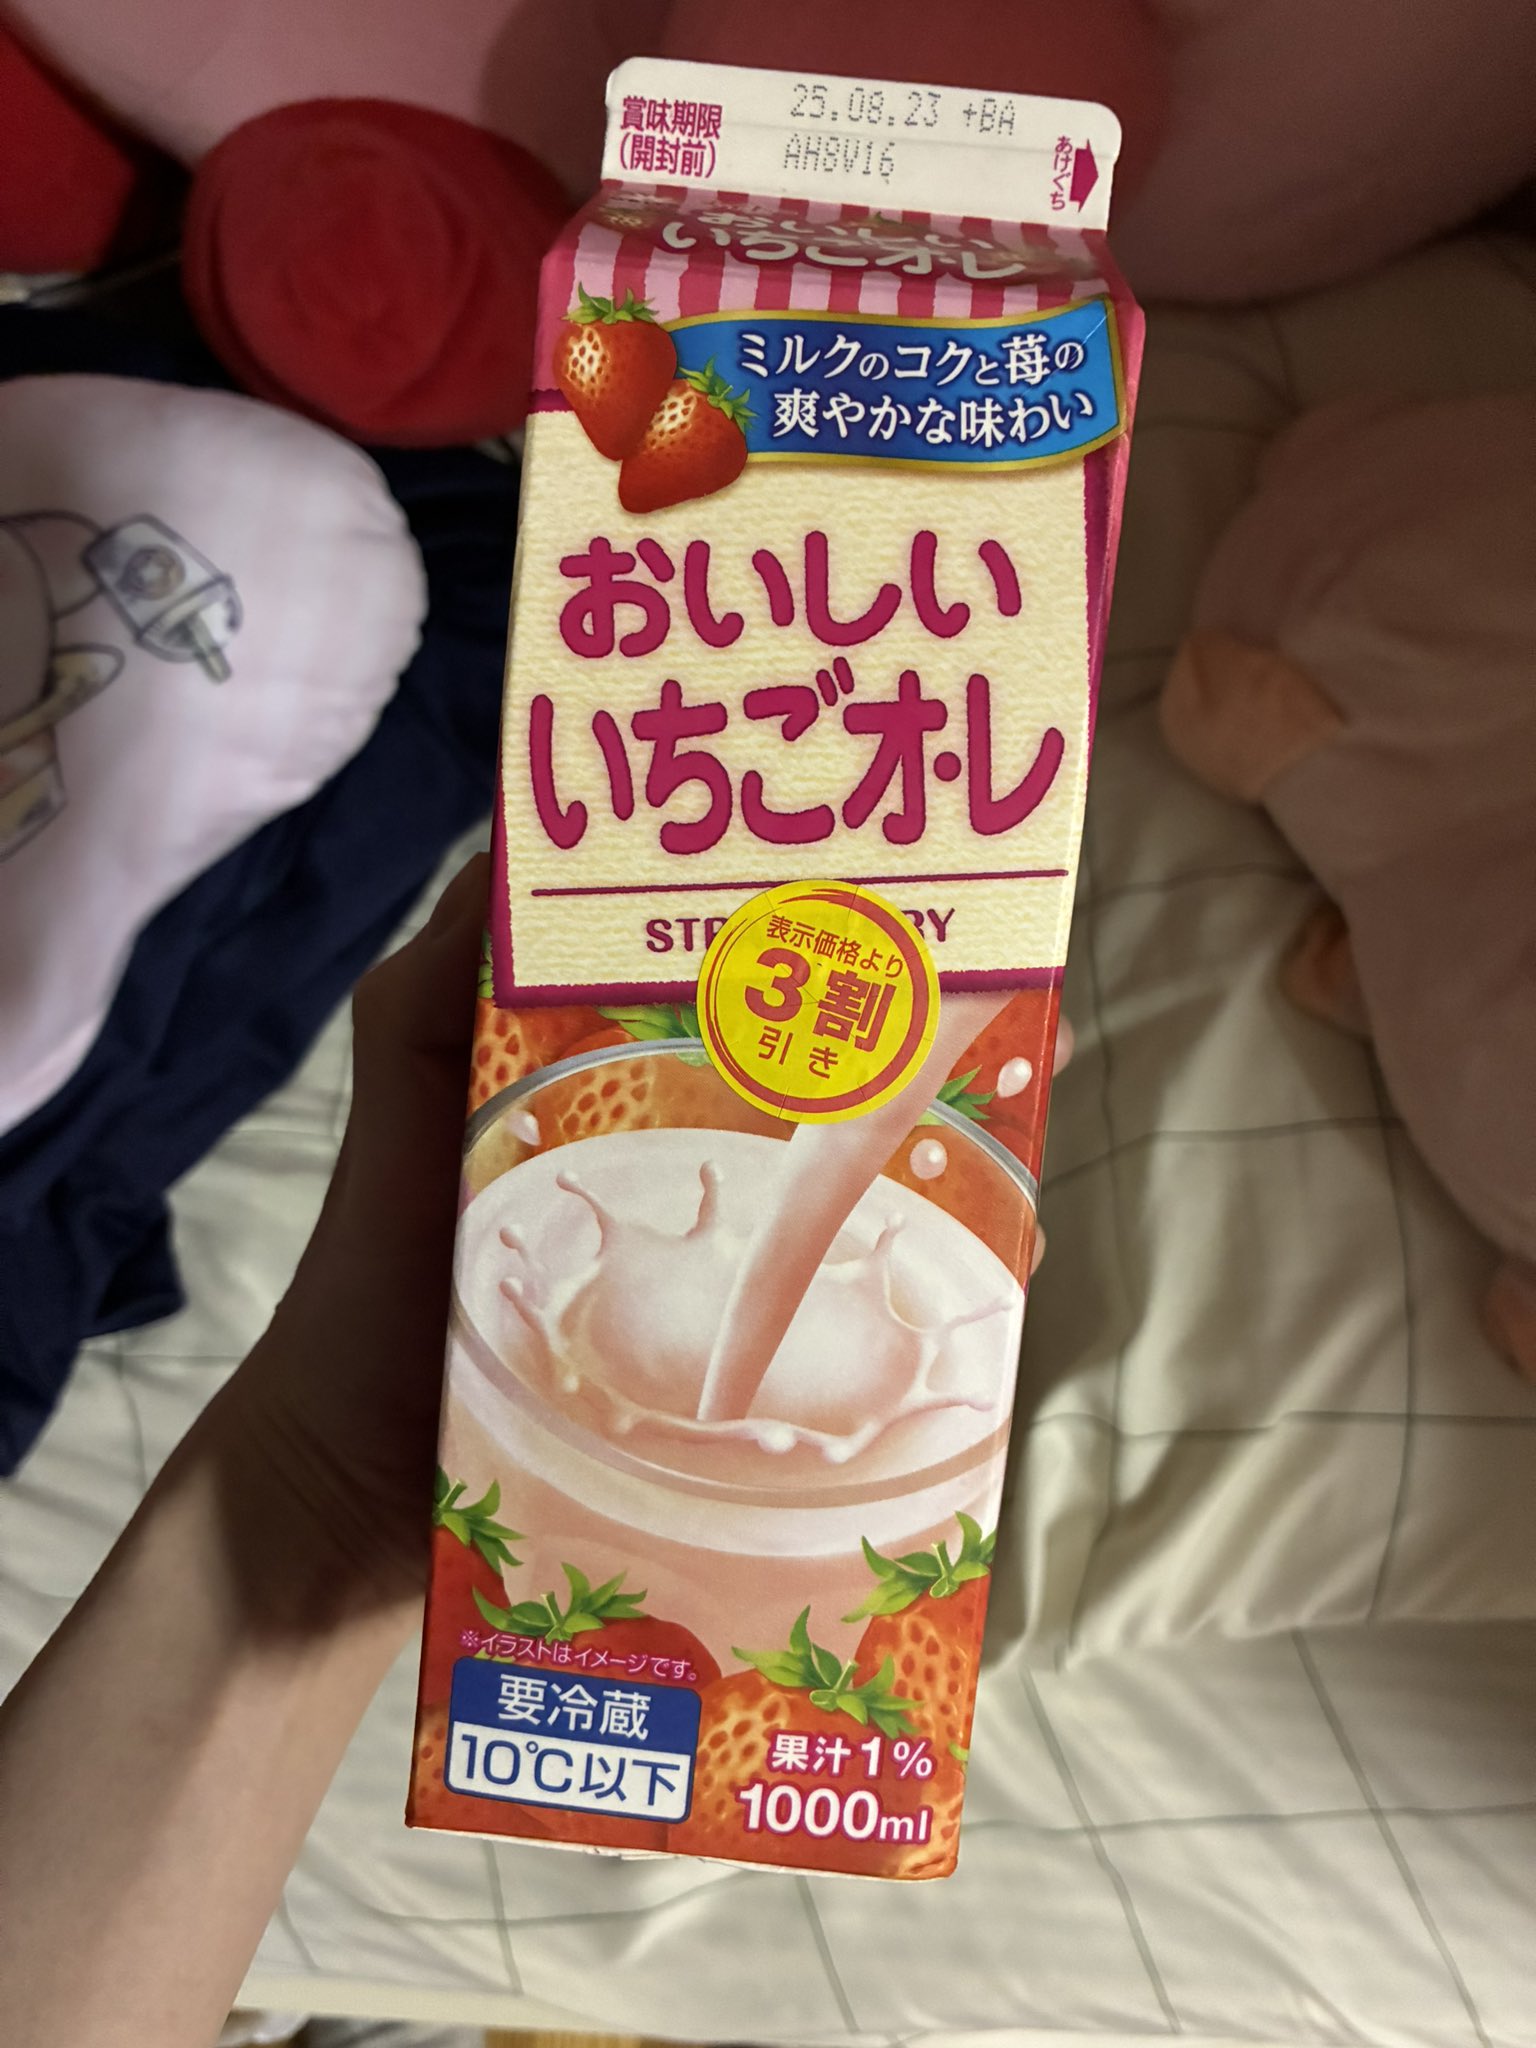 賞味期限
(開封前)
25.08.23 +BA
AH8V16
あけぐち
おいしい
いちごオ・レ
ミルクのコクと苺の
爽やかな味わい
おいしい
いちごオ・レ
表示価格より
3割
引き
※イラストはイメージです。
要冷蔵
10℃以下
果汁1%
1000ml